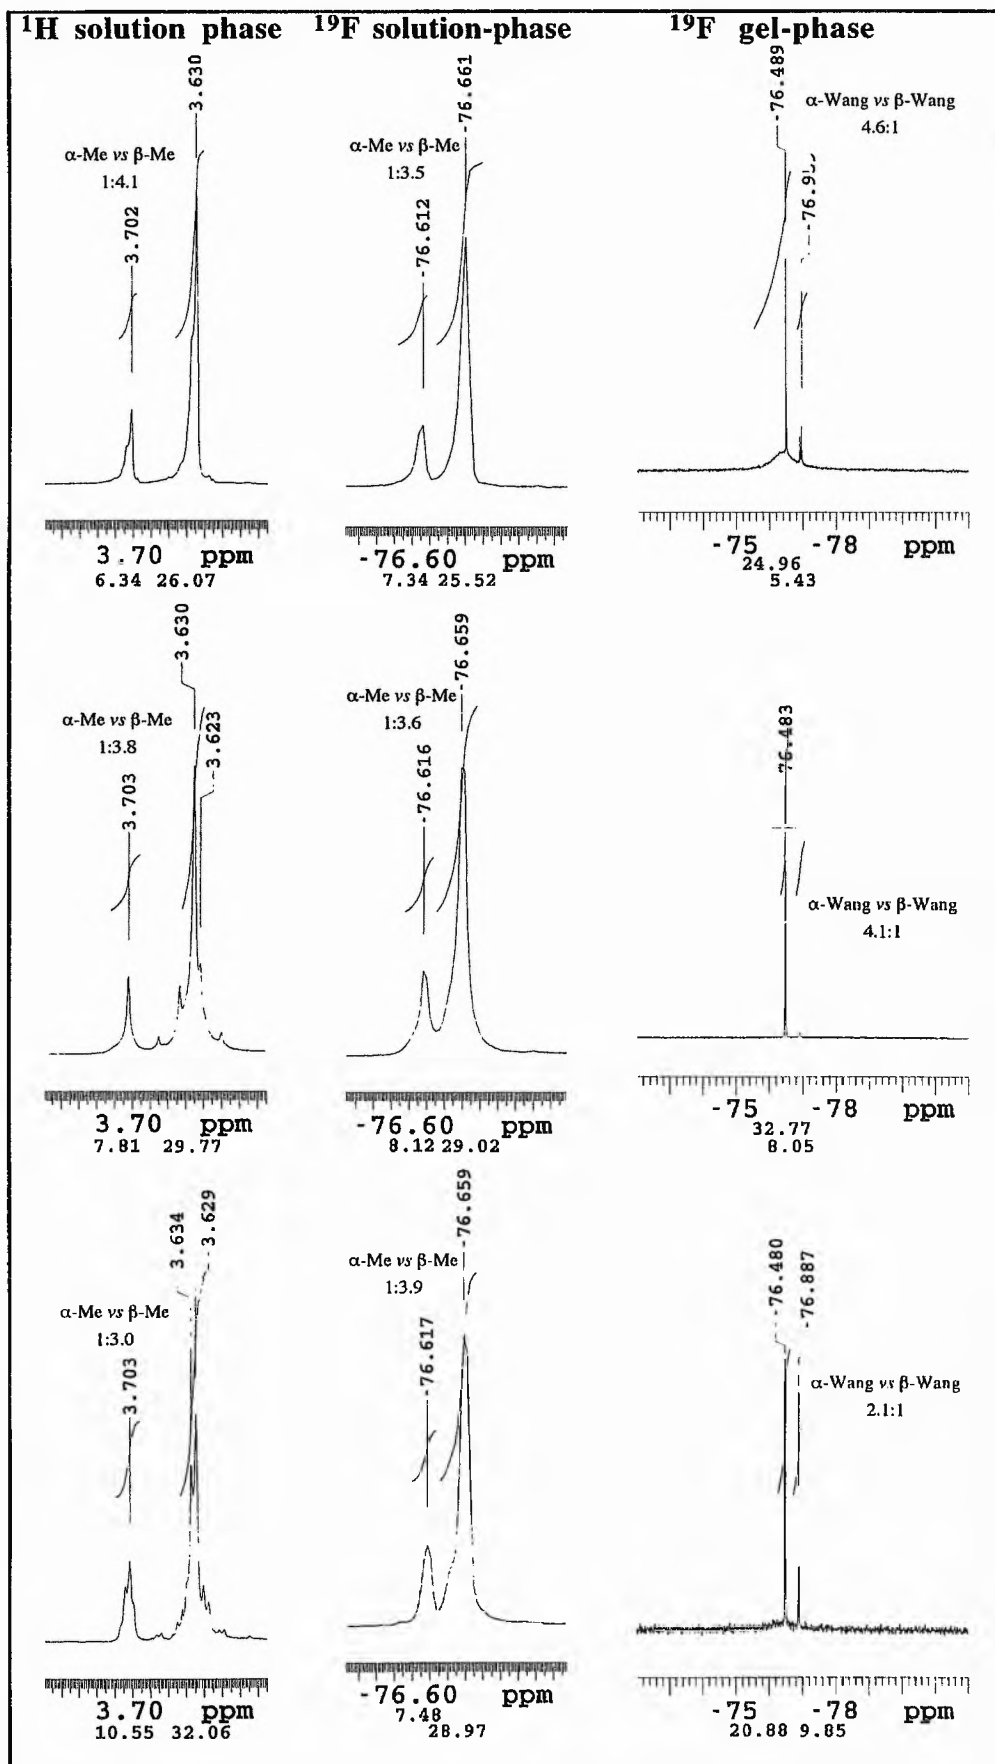 ¹H solution phase
¹⁹F solution-phase
¹⁹F gel-phase
3.630
α-Me vs β-Me
1:4.1
3.702
3.70 ppm
6.34 26.07
-76.661
α-Me vs β-Me
1:3.5
-76.612
-76.60 ppm
7.34 25.52
-76.489
α-Wang vs β-Wang
4.6:1
-75 -78 ppm
24.96
5.43
3.630
α-Me vs β-Me
1:3.8
3.623
3.703
3.70 ppm
7.81 29.77
-76.659
α-Me vs β-Me
1:3.6
-76.616
-76.60 ppm
8.12 29.02
76.483
α-Wang vs β-Wang
4.1:1
-75 -78 ppm
32.77
8.05
3.634
3.629
α-Me vs β-Me
1:3.0
3.703
3.70 ppm
10.55 32.06
-76.659
α-Me vs β-Me
1:3.9
-76.617
-76.60 ppm
7.48
28.97
-76.480
-76.887
α-Wang vs β-Wang
2.1:1
-75 -78 ppm
20.88 9.85